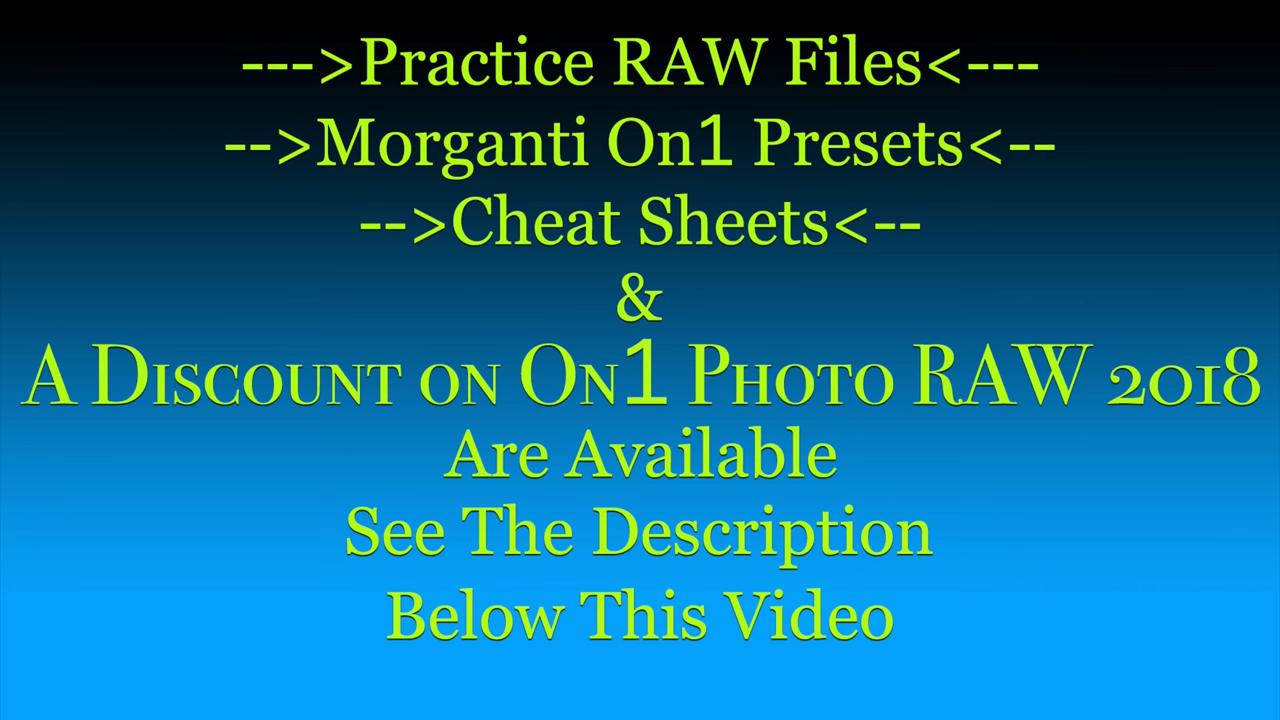 --->Practice RAW Files<---
-->Morganti On1 Presets<--
-->Cheat Sheets<--
&
A Discount on On1 Photo RAW 2018
Are Available
See The Description
Below This Video